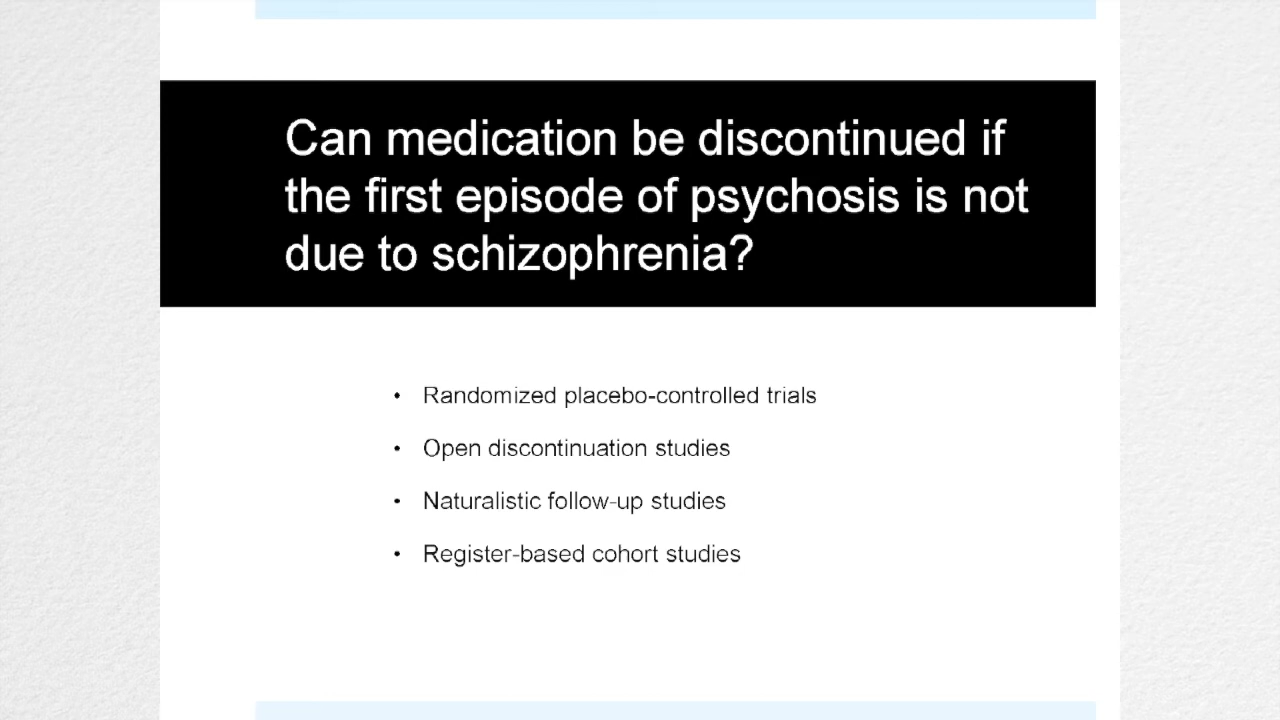 Can medication be discontinued if
the first episode of psychosis is not
due to schizophrenia?
• Randomized placebo-controlled trials
• Open discontinuation studies
• Naturalistic follow-up studies
• Register-based cohort studies